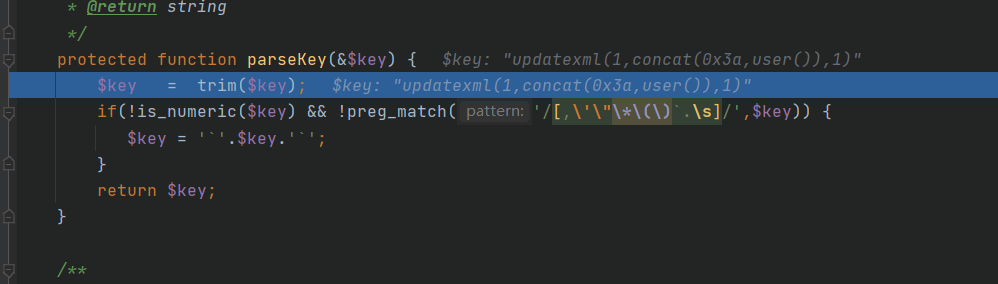 * @return string
*/
protected function parseKey(&$key) { $key: "updatexml(1,concat(0x3a,user()),1)"
$key = trim($key); $key: "updatexml(1,concat(0x3a,user()),1)"
if(!is_numeric($key) && !preg_match( pattern: '/[,\'\"\*\(\)`.\s]/',$key)) {
$key = '`'.$key.'`';
}
return $key;
}
/**